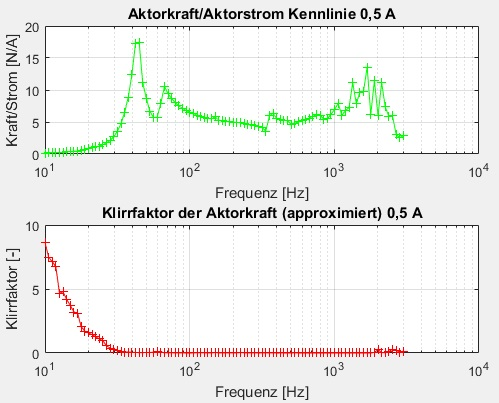 Aktorkraft/Aktorstrom Kennlinie 0,5 A
Kraft/Strom [N/A]
20
15
10
5
0
10^1 10^2 10^3 10^4
Frequenz [Hz]
Klirrfaktor der Aktorkraft (approximiert) 0,5 A
Klirrfaktor [-]
10
5
0
10^1 10^2 10^3 10^4
Frequenz [Hz]